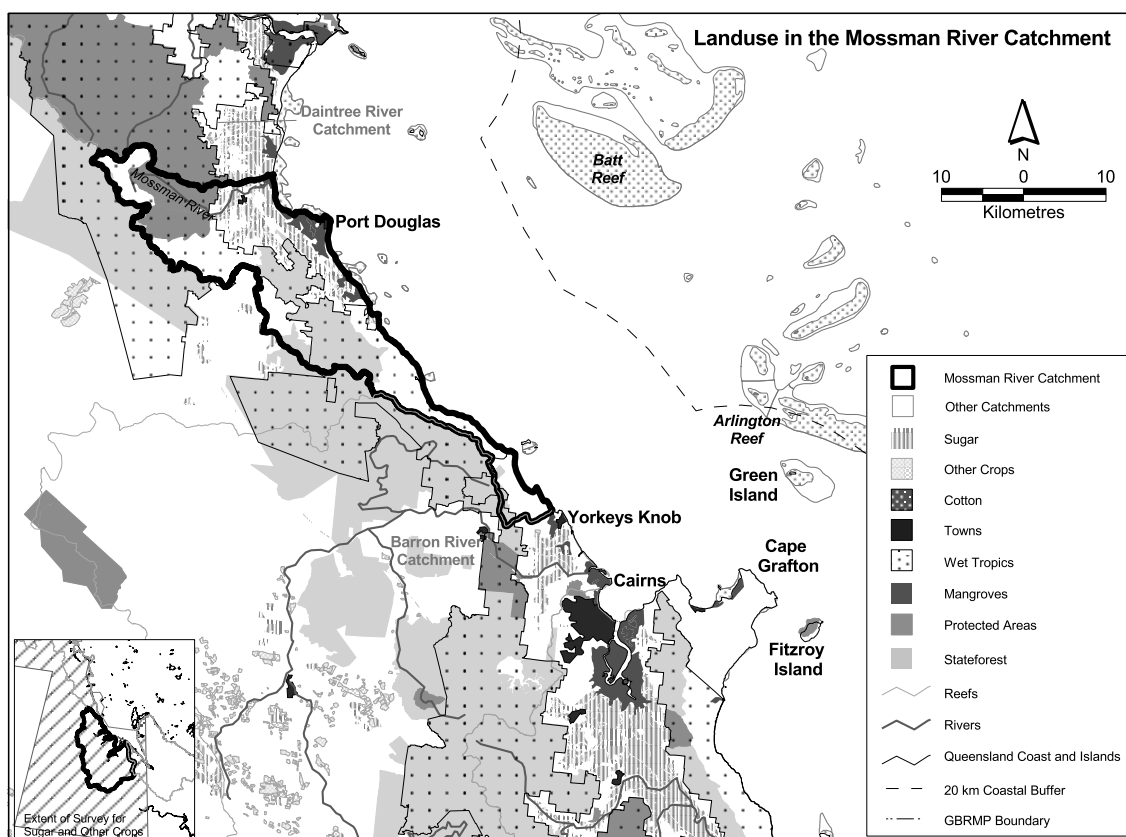 Landuse in the Mossman River Catchment
Daintree River
Catchment
Batt
Reef
N
10 0 10
Kilometres
Mossman River
Port Douglas
Arlington
Reef
Green
Island
Yorkeys Knob
Barron River
Catchment
Cape
Grafton
Cairns
Fitzroy
Island
Mossman River Catchment
Other Catchments
Sugar
Other Crops
Cotton
Towns
Wet Tropics
Mangroves
Protected Areas
Stateforest
Reefs
Rivers
Queensland Coast and Islands
20 km Coastal Buffer
GBRMP Boundary
Extent of Survey for
Sugar and Other Crops